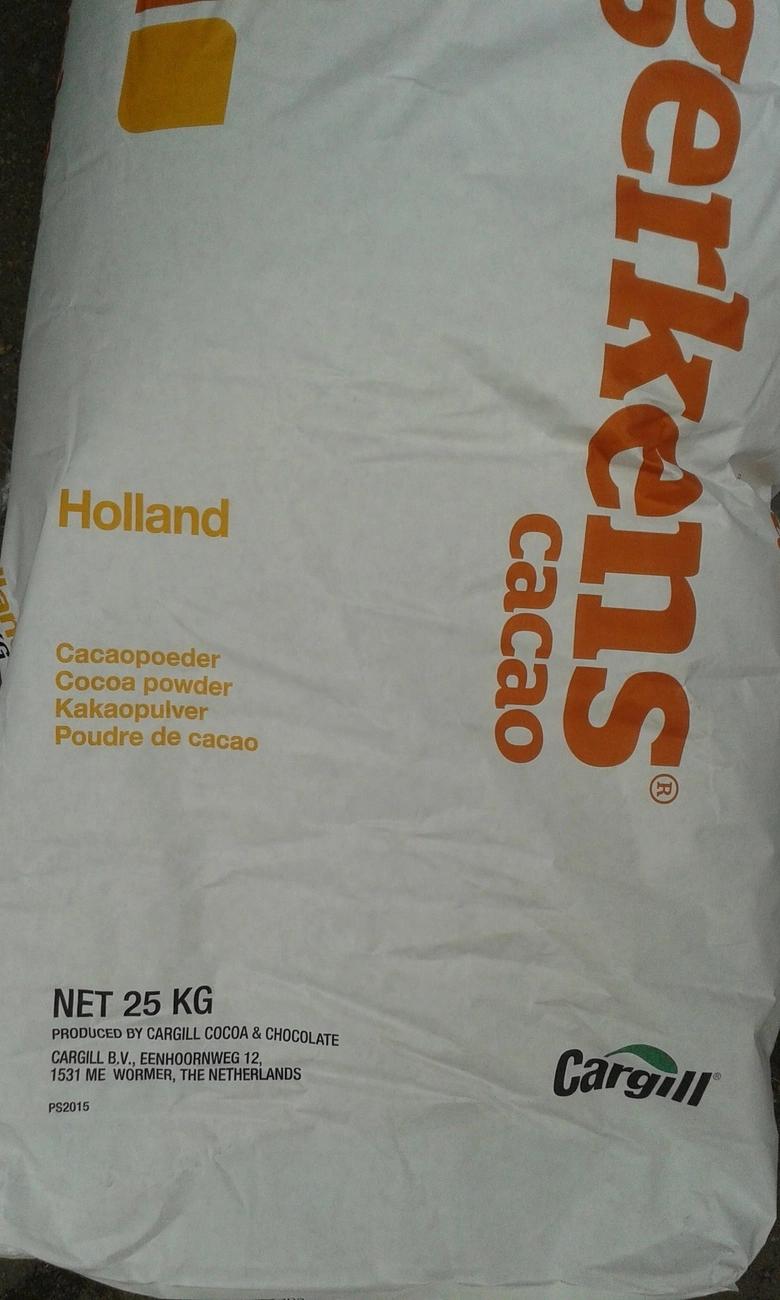 gerkens®
cacao
Holland
Cacaopoeder
Cocoa powder
Kakaopulver
Poudre de cacao
NET 25 KG
PRODUCED BY CARGILL COCOA & CHOCOLATE
CARGILL B.V., EENHOORNWEG 12,
1531 ME WORMER, THE NETHERLANDS
PS2015
Cargill®